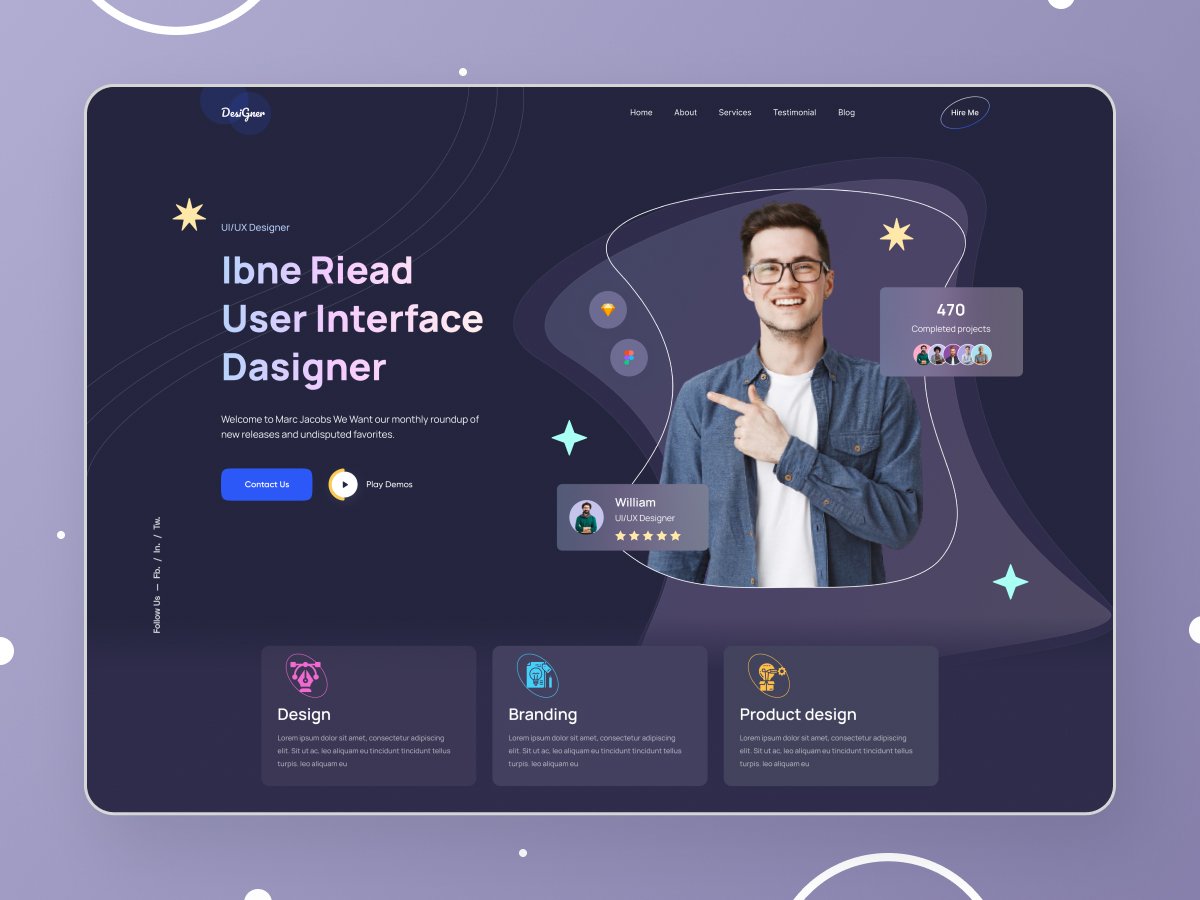 DesiGner
Home About Services Testimonial Blog Hire Me
UI/UX Designer
Ibne Riead
User Interface
Dasigner
Welcome to Marc Jacobs We Want our monthly roundup of
new releases and undisputed favorites.
Contact Us
Play Demos
Follow Us — Fb. / In. / Tw.
470
Completed projects
William
UI/UX Designer
Design
Lorem ipsum dolor sit amet, consectetur adipiscing
elit. Sit ut ac, leo aliquam eu tincidunt tincidunt tellus
turpis. leo aliquam eu
Branding
Lorem ipsum dolor sit amet, consectetur adipiscing
elit. Sit ut ac, leo aliquam eu tincidunt tincidunt tellus
turpis. leo aliquam eu
Product design
Lorem ipsum dolor sit amet, consectetur adipiscing
elit. Sit ut ac, leo aliquam eu tincidunt tincidunt tellus
turpis. leo aliquam eu